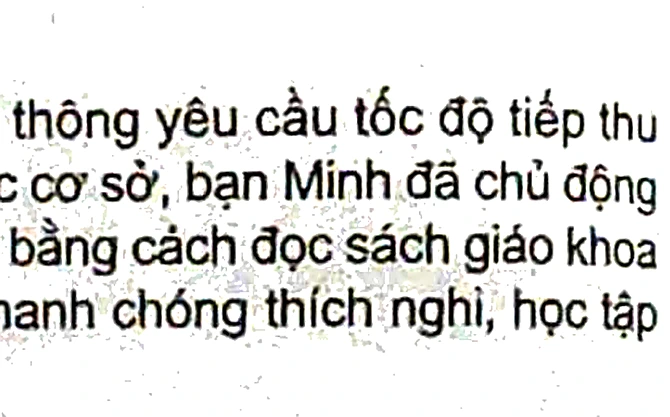 thông yêu cầu tốc độ tiếp thu
c cơ sở, bạn Minh đã chủ động
bằng cách đọc sách giáo khoa
hanh chóng thích nghi, học tập